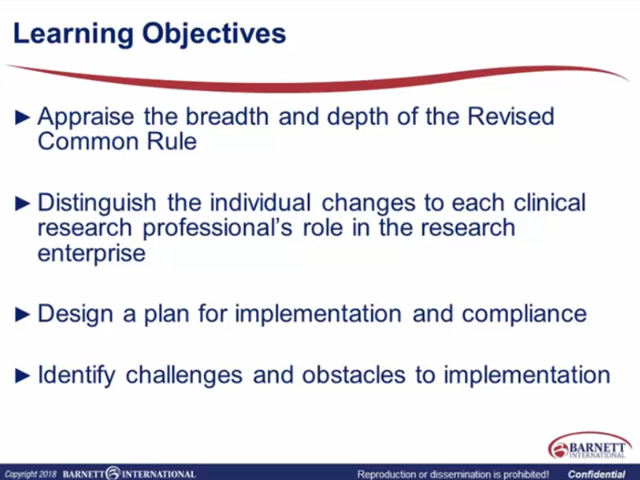 Learning Objectives
► Appraise the breadth and depth of the Revised
Common Rule
► Distinguish the individual changes to each clinical
research professional's role in the research
enterprise
► Design a plan for implementation and compliance
► Identify challenges and obstacles to implementation
BARNETT
INTERNATIONAL
Copyright 2018 BARNETT INTERNATIONAL
Reproduction or dissemination is prohibited! Confidential